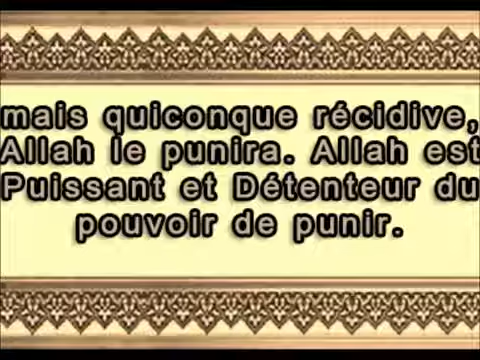 mais quiconque récidive,
Allah le punira. Allah est
Puissant et Détenteur du
pouvoir de punir.